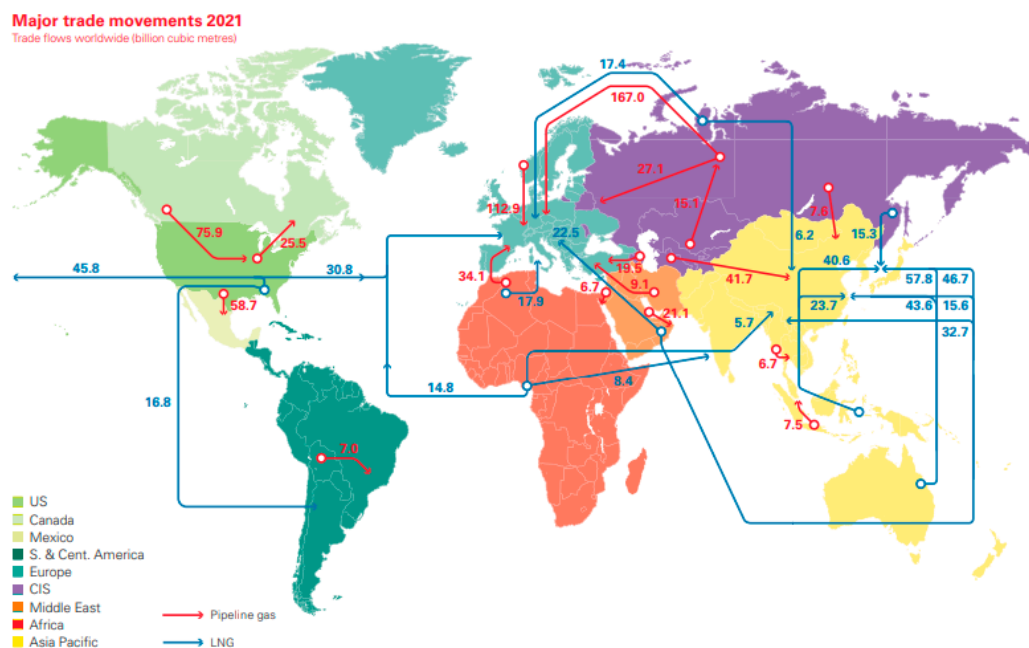 Major trade movements 2021
Trade flows worldwide (billion cubic metres)
17.4
167.0
27.1
15.1
7.6
112.9
75.9
25.5
22.5
6.2
15.3
45.8
30.8
34.1
19.5
40.6
57.8
46.7
41.7
17.9
6.7
9.1
58.7
21.1
23.7
43.6
15.6
5.7
32.7
6.7
14.8
8.4
16.8
7.5
7.0
US
Canada
Mexico
S. & Cent. America
Europe
CIS
Middle East
Africa
Asia Pacific
Pipeline gas
LNG